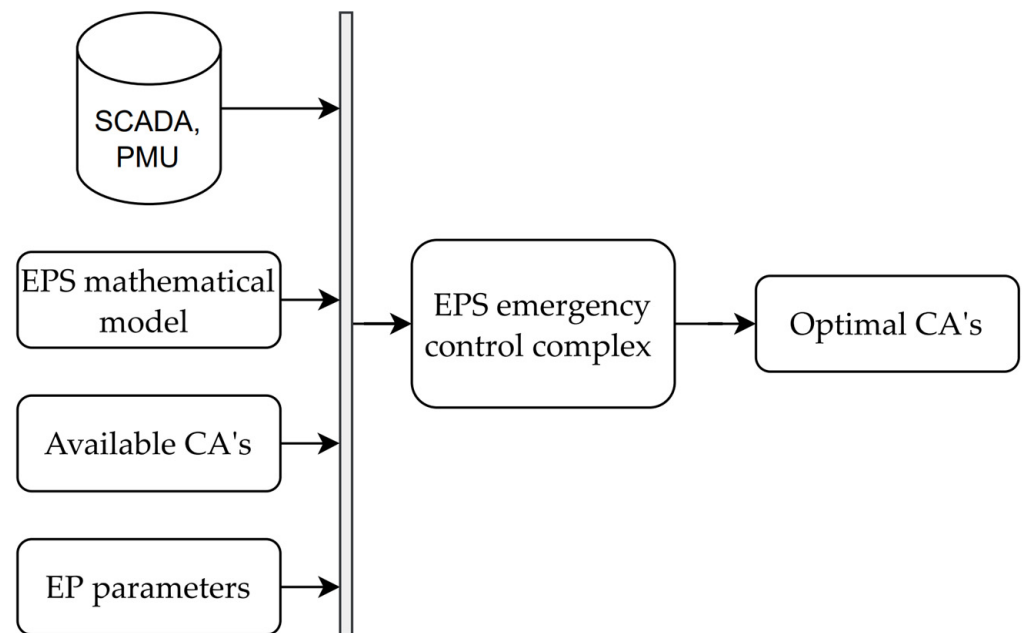 SCADA,
PMU
EPS mathematical
model
Available CA's
EP parameters
EPS emergency
control complex
Optimal CA's